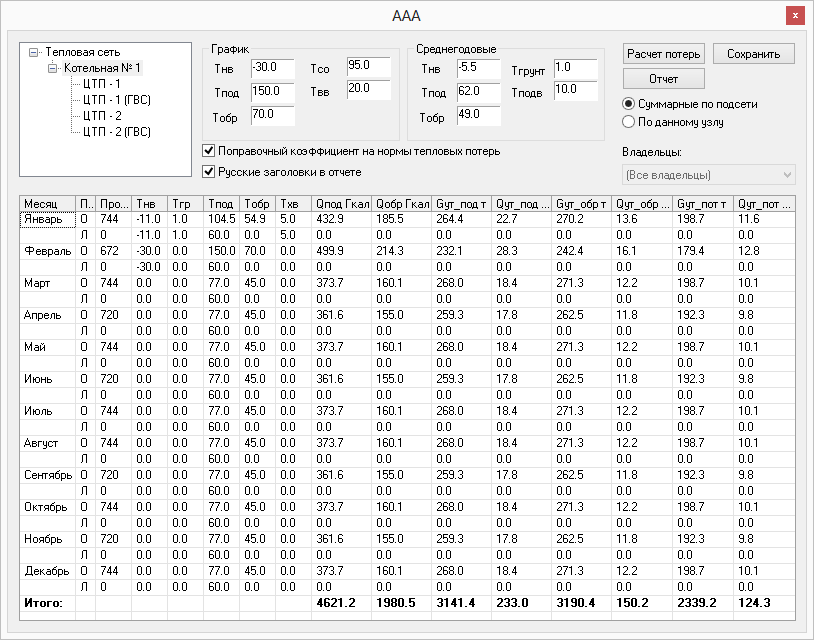 AAA
x
Тепловая сеть
Котельная № 1
ЦТП - 1
ЦТП - 1 (ГВС)
ЦТП - 2
ЦТП - 2 (ГВС)
График
Тнв -30.0 Тсо 95.0
Тпод 150.0 Твв 20.0
Тобр 70.0
Среднегодовые
Тнв -5.5 Тгрунт 1.0
Тпод 62.0 Тподв 10.0
Тобр 49.0
Расчет потерь Сохранить
Отчет
Суммарные по подсети
По данному узлу
Владельцы:
(Все владельцы)
Поправочный коэффициент на нормы тепловых потерь
Русские заголовки в отчете
Месяц П.. Про... Тнв Тгр Тпод Тобр Тхв Qпод Гкал Qобр Гкал Gут_под т Qут_под ... Gут_обр т Qут_обр ... Gут_пот т Qут_пот ...
Январь О 744 -11.0 1.0 104.5 54.9 5.0 432.9 185.5 264.4 22.7 270.2 13.6 198.7 11.6
Л 0 -11.0 1.0 60.0 0.0 5.0 0.0 0.0 0.0 0.0 0.0 0.0 0.0 0.0
Февраль О 672 -30.0 0.0 150.0 70.0 0.0 499.9 214.3 232.1 28.3 242.4 16.1 179.4 12.8
Л 0 -30.0 0.0 60.0 0.0 0.0 0.0 0.0 0.0 0.0 0.0 0.0 0.0 0.0
Март О 744 0.0 0.0 77.0 45.0 0.0 373.7 160.1 268.0 18.4 271.3 12.2 198.7 10.1
Л 0 0.0 0.0 60.0 0.0 0.0 0.0 0.0 0.0 0.0 0.0 0.0 0.0 0.0
Апрель О 720 0.0 0.0 77.0 45.0 0.0 361.6 155.0 259.3 17.8 262.5 11.8 192.3 9.8
Л 0 0.0 0.0 60.0 0.0 0.0 0.0 0.0 0.0 0.0 0.0 0.0 0.0 0.0
Май О 744 0.0 0.0 77.0 45.0 0.0 373.7 160.1 268.0 18.4 271.3 12.2 198.7 10.1
Л 0 0.0 0.0 60.0 0.0 0.0 0.0 0.0 0.0 0.0 0.0 0.0 0.0 0.0
Июнь О 720 0.0 0.0 77.0 45.0 0.0 361.6 155.0 259.3 17.8 262.5 11.8 192.3 9.8
Л 0 0.0 0.0 60.0 0.0 0.0 0.0 0.0 0.0 0.0 0.0 0.0 0.0 0.0
Июль О 744 0.0 0.0 77.0 45.0 0.0 373.7 160.1 268.0 18.4 271.3 12.2 198.7 10.1
Л 0 0.0 0.0 60.0 0.0 0.0 0.0 0.0 0.0 0.0 0.0 0.0 0.0 0.0
Август О 744 0.0 0.0 77.0 45.0 0.0 373.7 160.1 268.0 18.4 271.3 12.2 198.7 10.1
Л 0 0.0 0.0 60.0 0.0 0.0 0.0 0.0 0.0 0.0 0.0 0.0 0.0 0.0
Сентябрь О 720 0.0 0.0 77.0 45.0 0.0 361.6 155.0 259.3 17.8 262.5 11.8 192.3 9.8
Л 0 0.0 0.0 60.0 0.0 0.0 0.0 0.0 0.0 0.0 0.0 0.0 0.0 0.0
Октябрь О 744 0.0 0.0 77.0 45.0 0.0 373.7 160.1 268.0 18.4 271.3 12.2 198.7 10.1
Л 0 0.0 0.0 60.0 0.0 0.0 0.0 0.0 0.0 0.0 0.0 0.0 0.0 0.0
Ноябрь О 720 0.0 0.0 77.0 45.0 0.0 361.6 155.0 259.3 17.8 262.5 11.8 192.3 9.8
Л 0 0.0 0.0 60.0 0.0 0.0 0.0 0.0 0.0 0.0 0.0 0.0 0.0 0.0
Декабрь О 744 0.0 0.0 77.0 45.0 0.0 373.7 160.1 268.0 18.4 271.3 12.2 198.7 10.1
Л 0 0.0 0.0 60.0 0.0 0.0 0.0 0.0 0.0 0.0 0.0 0.0 0.0 0.0
Итого: 4621.2 1980.5 3141.4 233.0 3190.4 150.2 2339.2 124.3